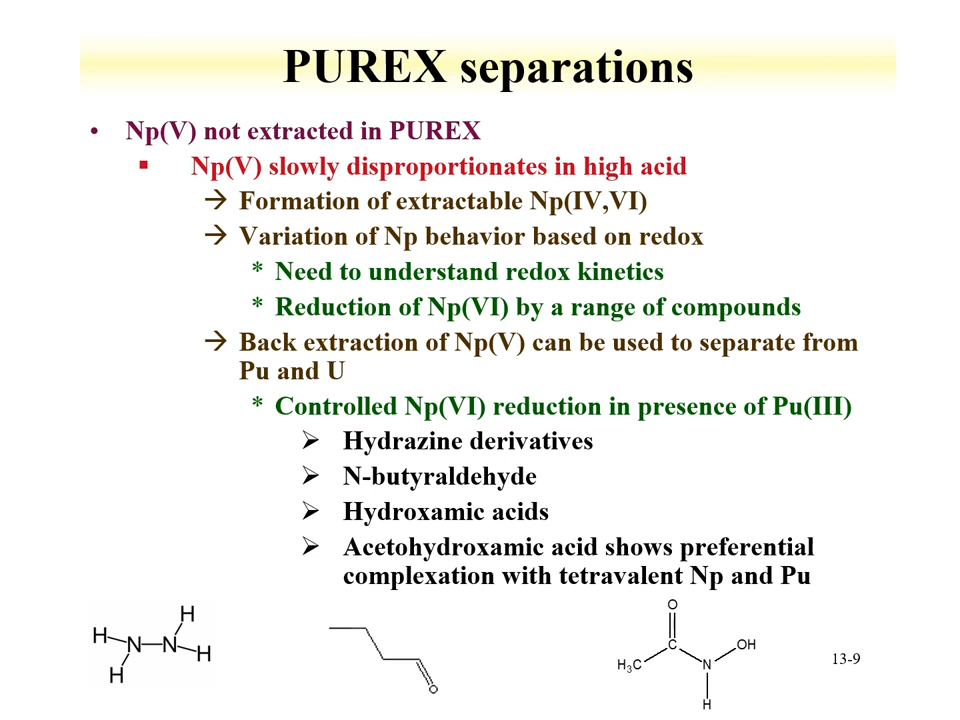 PUREX separations
• Np(V) not extracted in PUREX
▪ Np(V) slowly disproportionates in high acid
→ Formation of extractable Np(IV,VI)
→ Variation of Np behavior based on redox
* Need to understand redox kinetics
* Reduction of Np(VI) by a range of compounds
→ Back extraction of Np(V) can be used to separate from
Pu and U
* Controlled Np(VI) reduction in presence of Pu(III)
➢ Hydrazine derivatives
➢ N-butyraldehyde
➢ Hydroxamic acids
➢ Acetohydroxamic acid shows preferential
complexation with tetravalent Np and Pu
H
H N N H
H
O
O
C OH
H₃C N
H
13-9